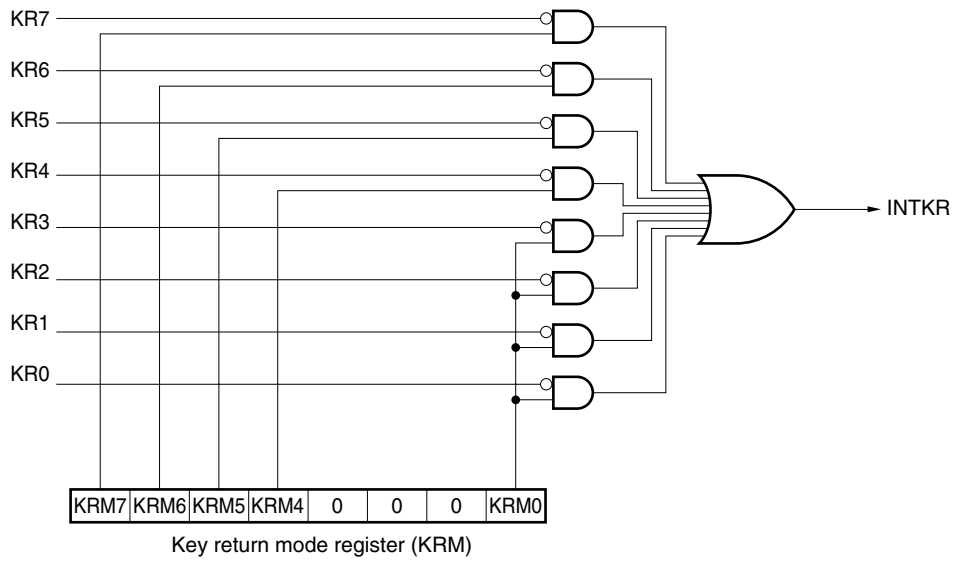 KR7
KR6
KR5
KR4
KR3
KR2
KR1
KR0
INTKR
KRM7 KRM6 KRM5 KRM4 0 0 0 KRM0
Key return mode register (KRM)